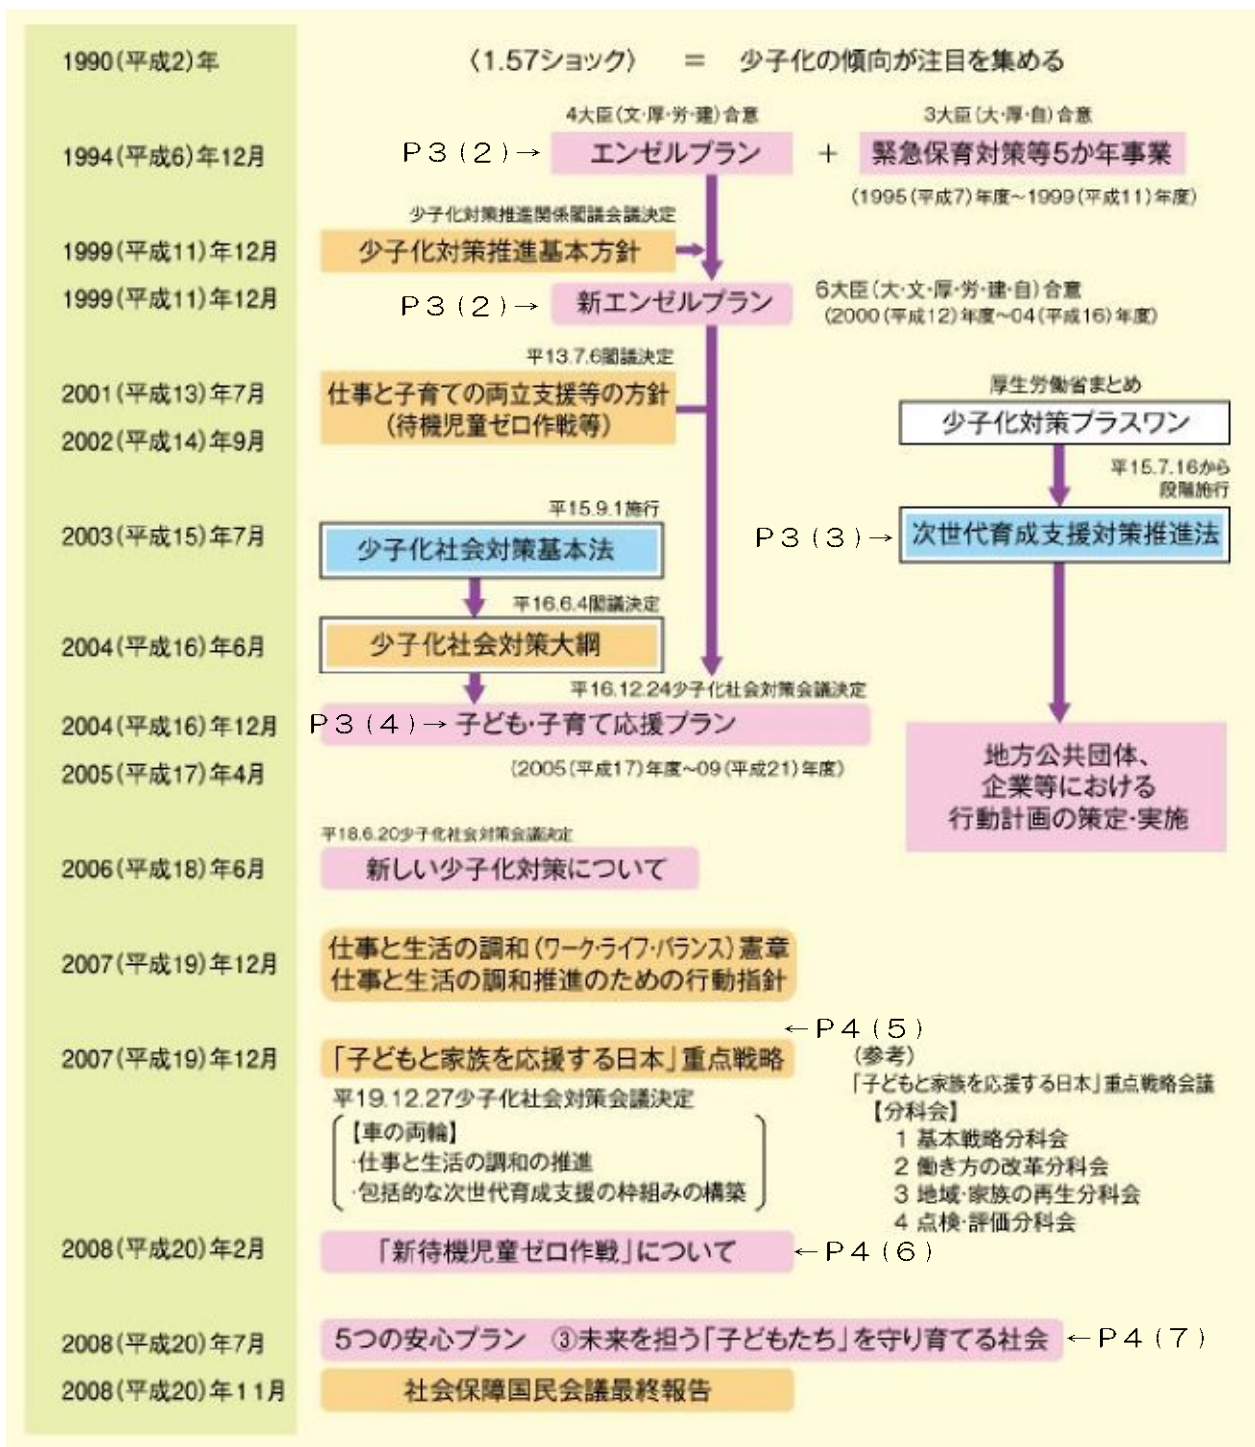 1990(平成2)年
〈1.57ショック〉 = 少子化の傾向が注目を集める
4大臣(文・厚・労・建)合意
3大臣(大・厚・自)合意
1994(平成6)年12月
P3(2)→
エンゼルプラン
+
緊急保育対策等5か年事業
(1995(平成7)年度~1999(平成11)年度)
少子化対策推進関係閣議会議決定
1999(平成11)年12月
少子化対策推進基本方針
1999(平成11)年12月
P3(2)→
新エンゼルプラン
6大臣(大・文・厚・労・建・自)合意
(2000(平成12)年度~04(平成16)年度)
平13.7.6閣議決定
2001(平成13)年7月
仕事と子育ての両立支援等の方針
(待機児童ゼロ作戦等)
2002(平成14)年9月
厚生労働省まとめ
少子化対策プラスワン
平15.7.16から
段階施行
平15.9.1施行
2003(平成15)年7月
少子化社会対策基本法
P3(3)→
次世代育成支援対策推進法
平16.6.4閣議決定
2004(平成16)年6月
少子化社会対策大綱
平16.12.24少子化社会対策会議決定
2004(平成16)年12月
P3(4)→
子ども・子育て応援プラン
2005(平成17)年4月
(2005(平成17)年度~09(平成21)年度)
地方公共団体、
企業等における
行動計画の策定・実施
平18.6.20少子化社会対策会議決定
2006(平成18)年6月
新しい少子化対策について
2007(平成19)年12月
仕事と生活の調和(ワーク・ライフ・バランス)憲章
仕事と生活の調和推進のための行動指針
←P4(5)
2007(平成19)年12月
「子どもと家族を応援する日本」重点戦略
平19.12.27少子化社会対策会議決定
【車の両輪】
・仕事と生活の調和の推進
・包括的な次世代育成支援の枠組みの構築
(参考)
「子どもと家族を応援する日本」重点戦略会議
【分科会】
1 基本戦略分科会
2 働き方の改革分科会
3 地域・家族の再生分科会
4 点検・評価分科会
2008(平成20)年2月
「新待機児童ゼロ作戦」について
←P4(6)
2008(平成20)年7月
5つの安心プラン ③未来を担う「子どもたち」を守り育てる社会
←P4(7)
2008(平成20)年11月
社会保障国民会議最終報告